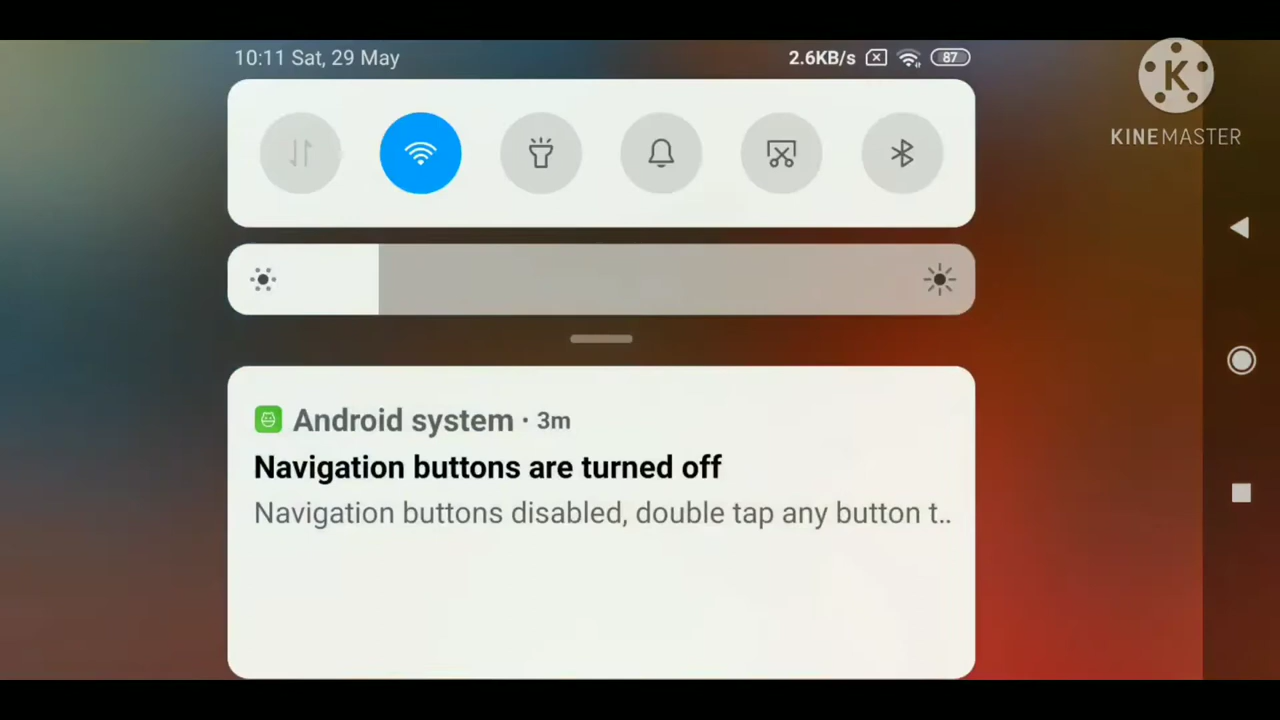 10:11 Sat, 29 May
2.6KB/s
87
K
KINEMASTER
Android system · 3m
Navigation buttons are turned off
Navigation buttons disabled, double tap any button t..